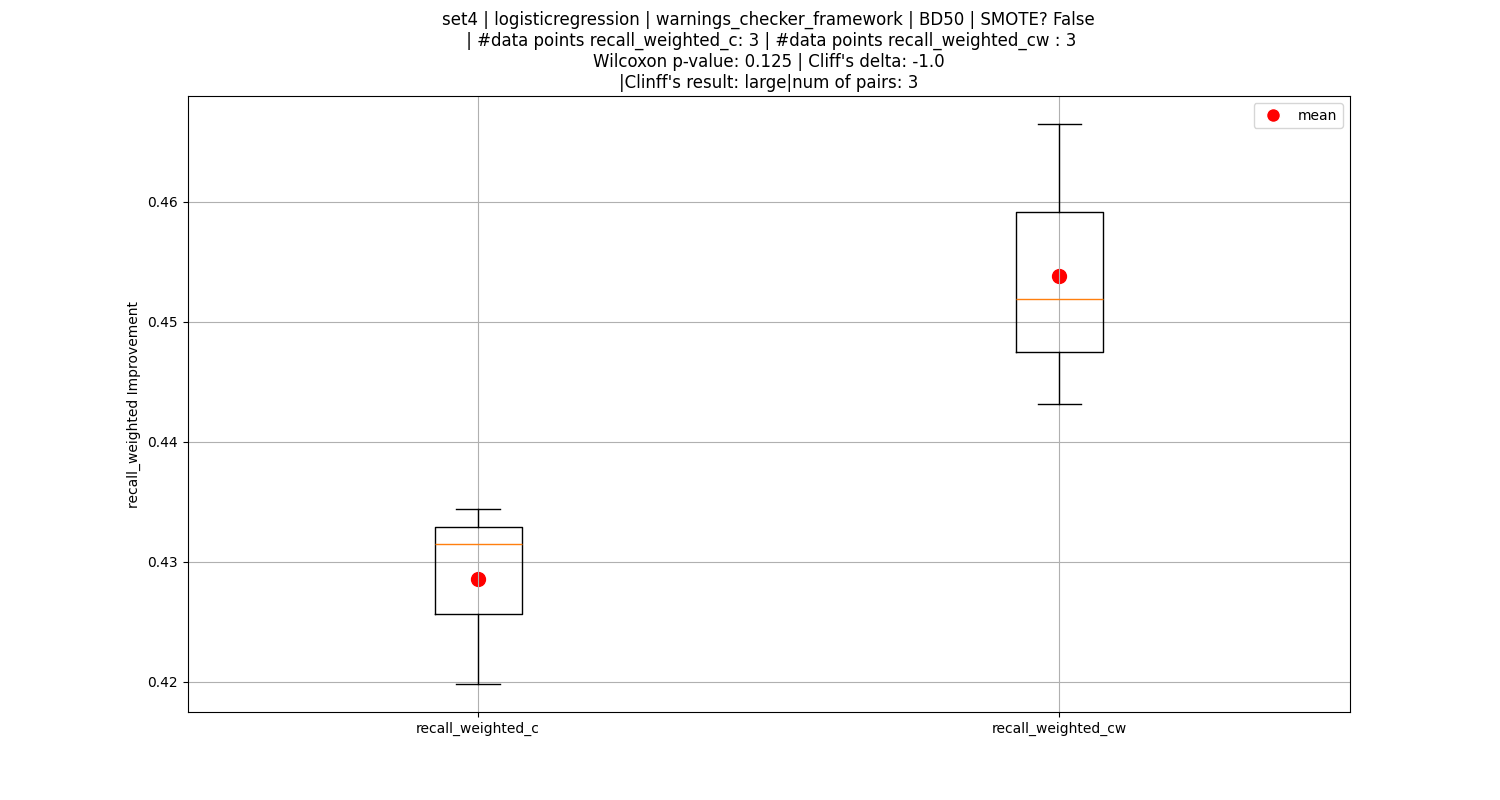 set4 | logisticregression | warnings_checker_framework | BD50 | SMOTE? False
| #data points recall_weighted_c: 3 | #data points recall_weighted_cw : 3
Wilcoxon p-value: 0.125 | Cliff's delta: -1.0
|Clinff's result: large|num of pairs: 3
mean
0.46
0.45
0.44
0.43
0.42
recall_weighted Improvement
recall_weighted_c
recall_weighted_cw